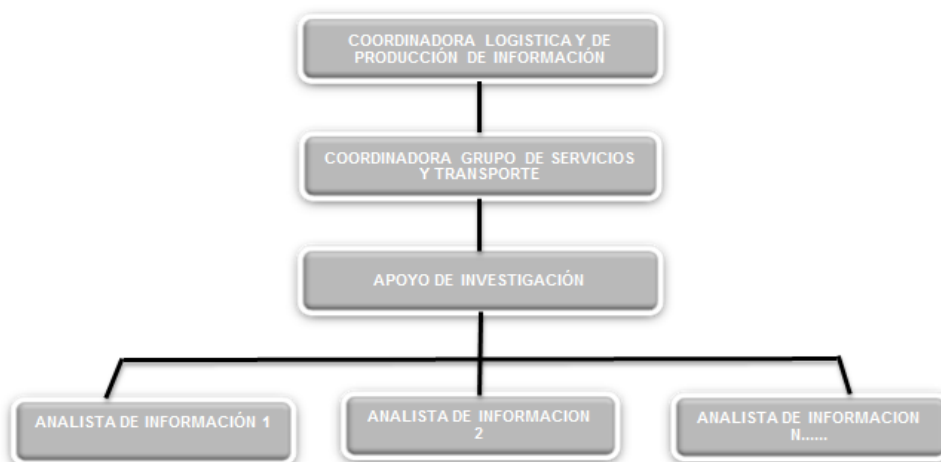 COORDINADORA LOGISTICA Y DE
PRODUCCIÓN DE INFORMACIÓN
COORDINADORA GRUPO DE SERVICIOS
Y TRANSPORTE
APOYO DE INVESTIGACIÓN
ANALISTA DE INFORMACIÓN 1
ANALISTA DE INFORMACION
2
ANALISTA DE INFORMACION
N......